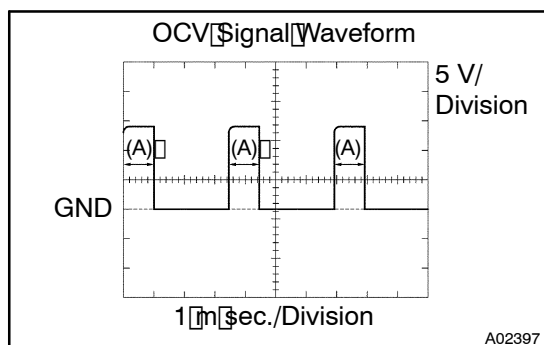 OCV Signal Waveform
5 V/
Division
(A) (A) (A)
GND
1 m sec./Division
A02397